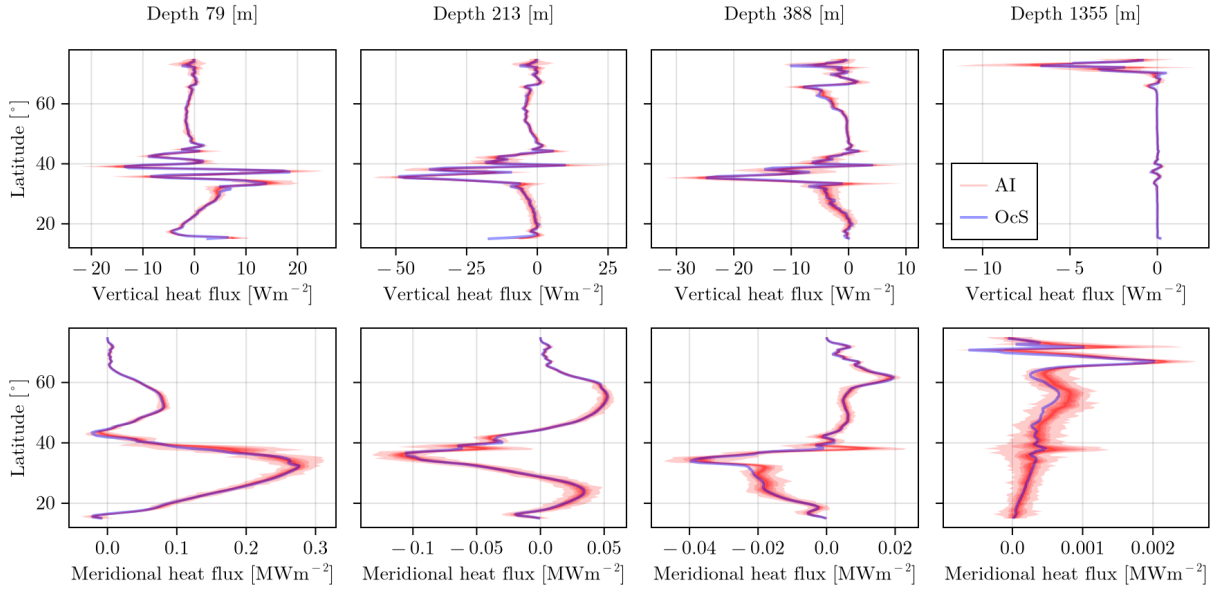 Depth 79 [m] Depth 213 [m] Depth 388 [m] Depth 1355 [m]
60
40
20
Latitude [°]
AI
OcS
−20 −10 0 10 20 −50 −25 0 25 −30 −20 −10 0 10 −10 −5 0
Vertical heat flux [Wm⁻²] Vertical heat flux [Wm⁻²] Vertical heat flux [Wm⁻²] Vertical heat flux [Wm⁻²]
60
40
20
Latitude [°]
0.0 0.1 0.2 0.3 −0.1 −0.05 0.0 0.05 −0.04 −0.02 0.0 0.02 0.0 0.001 0.002
Meridional heat flux [MWm⁻²] Meridional heat flux [MWm⁻²] Meridional heat flux [MWm⁻²] Meridional heat flux [MWm⁻²]